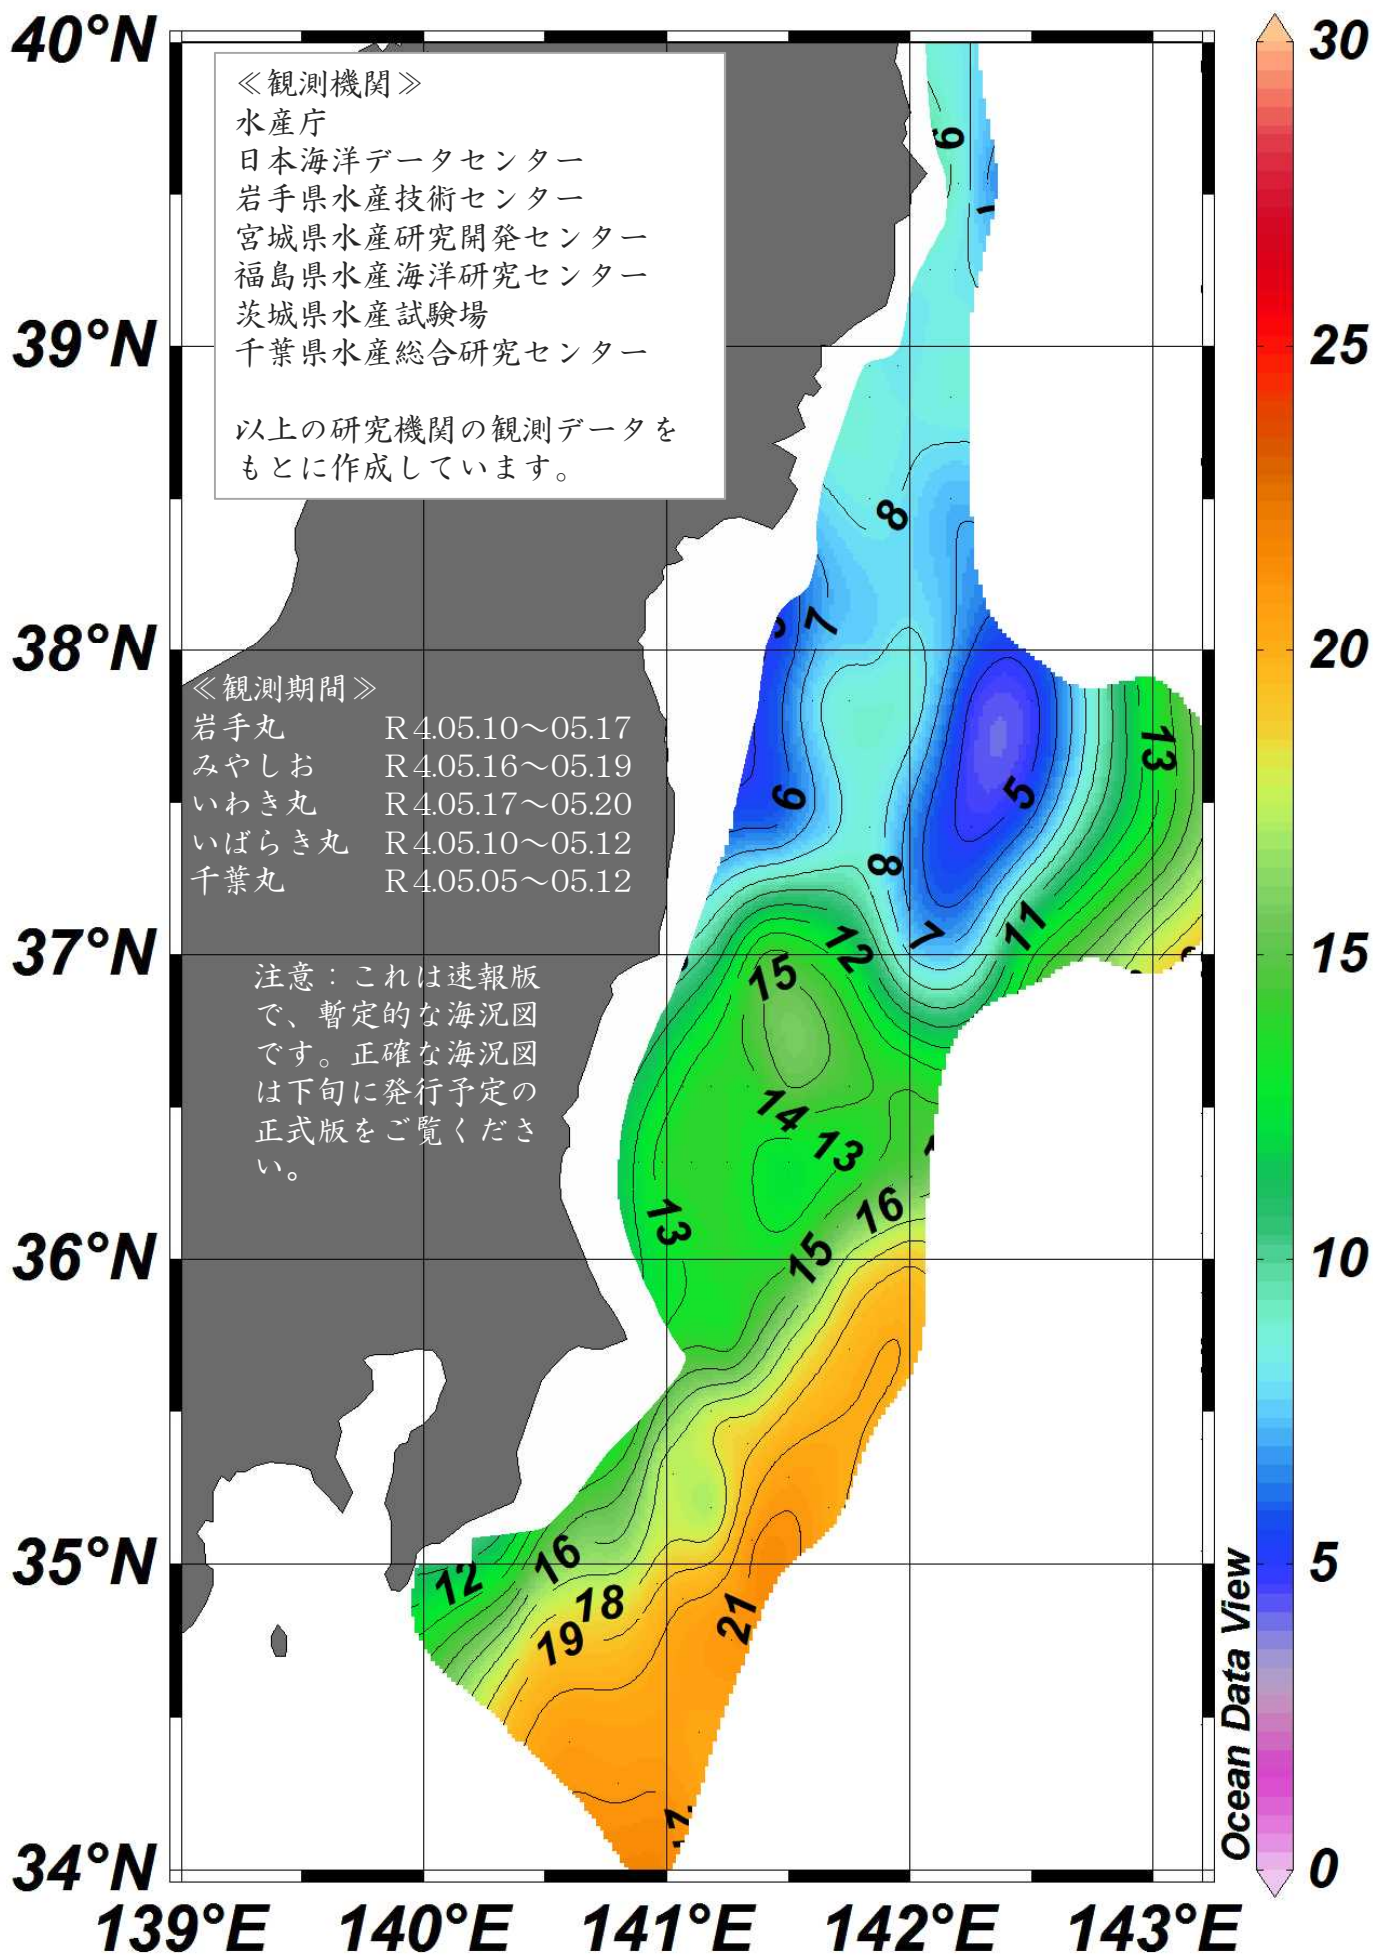 40°N
39°N
38°N
37°N
36°N
35°N
34°N
139°E
140°E
141°E
142°E
143°E
≪観測機関≫
水産庁
日本海洋データセンター
岩手県水産技術センター
宮城県水産研究開発センター
福島県水産海洋研究センター
茨城県水産試験場
千葉県水産総合研究センター
以上の研究機関の観測データを
もとに作成しています。
≪観測期間≫
岩手丸 R4.05.10～05.17
みやしお R4.05.16～05.19
いわき丸 R4.05.17～05.20
いばらき丸 R4.05.10～05.12
千葉丸 R4.05.05～05.12
注意：これは速報版
で、暫定的な海況図
です。正確な海況図
は下旬に発行予定の
正式版をご覧くださ
い。
9
8
7
6
5
13
8
7
11
12
15
14
13
13
16
15
12
16
18
19
21
30
25
20
15
10
5
0
Ocean Data View